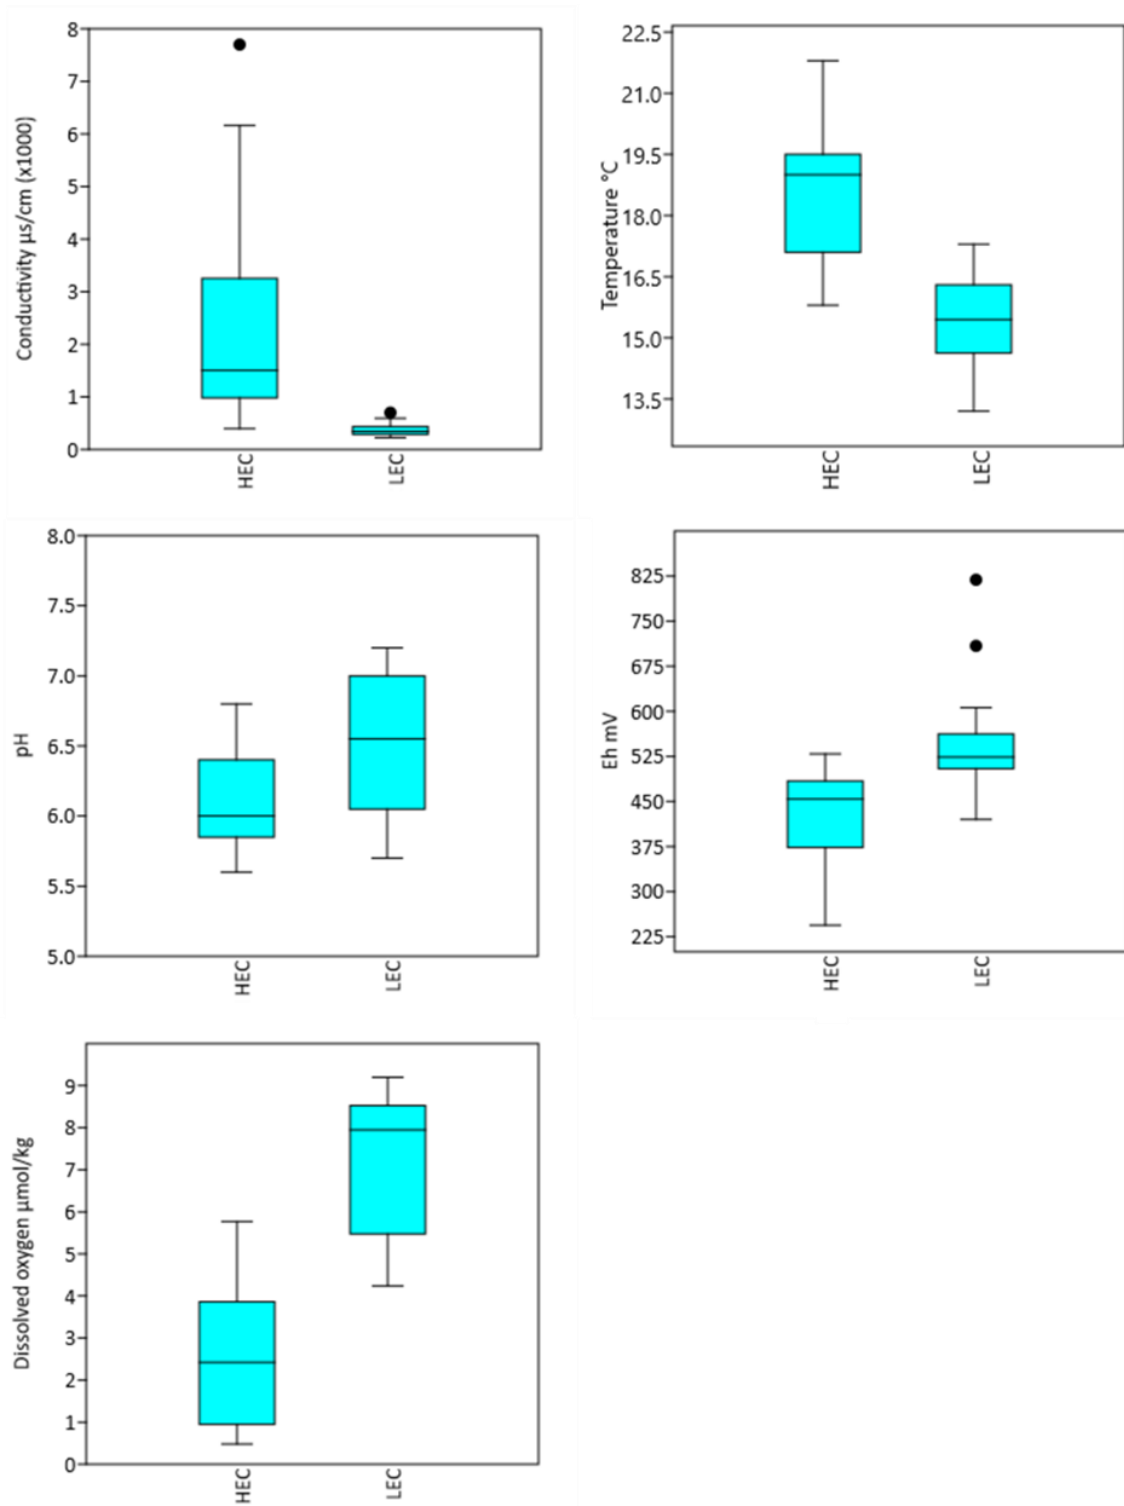 Conductivity µs/cm (x1000)
8
7
6
5
4
3
2
1
0
HEC
LEC
Temperature °C
22.5
21.0
19.5
18.0
16.5
15.0
13.5
HEC
LEC
pH
8.0
7.5
7.0
6.5
6.0
5.5
5.0
HEC
LEC
Eh mV
825
750
675
600
525
450
375
300
225
HEC
LEC
Dissolved oxygen µmol/kg
9
8
7
6
5
4
3
2
1
0
HEC
LEC